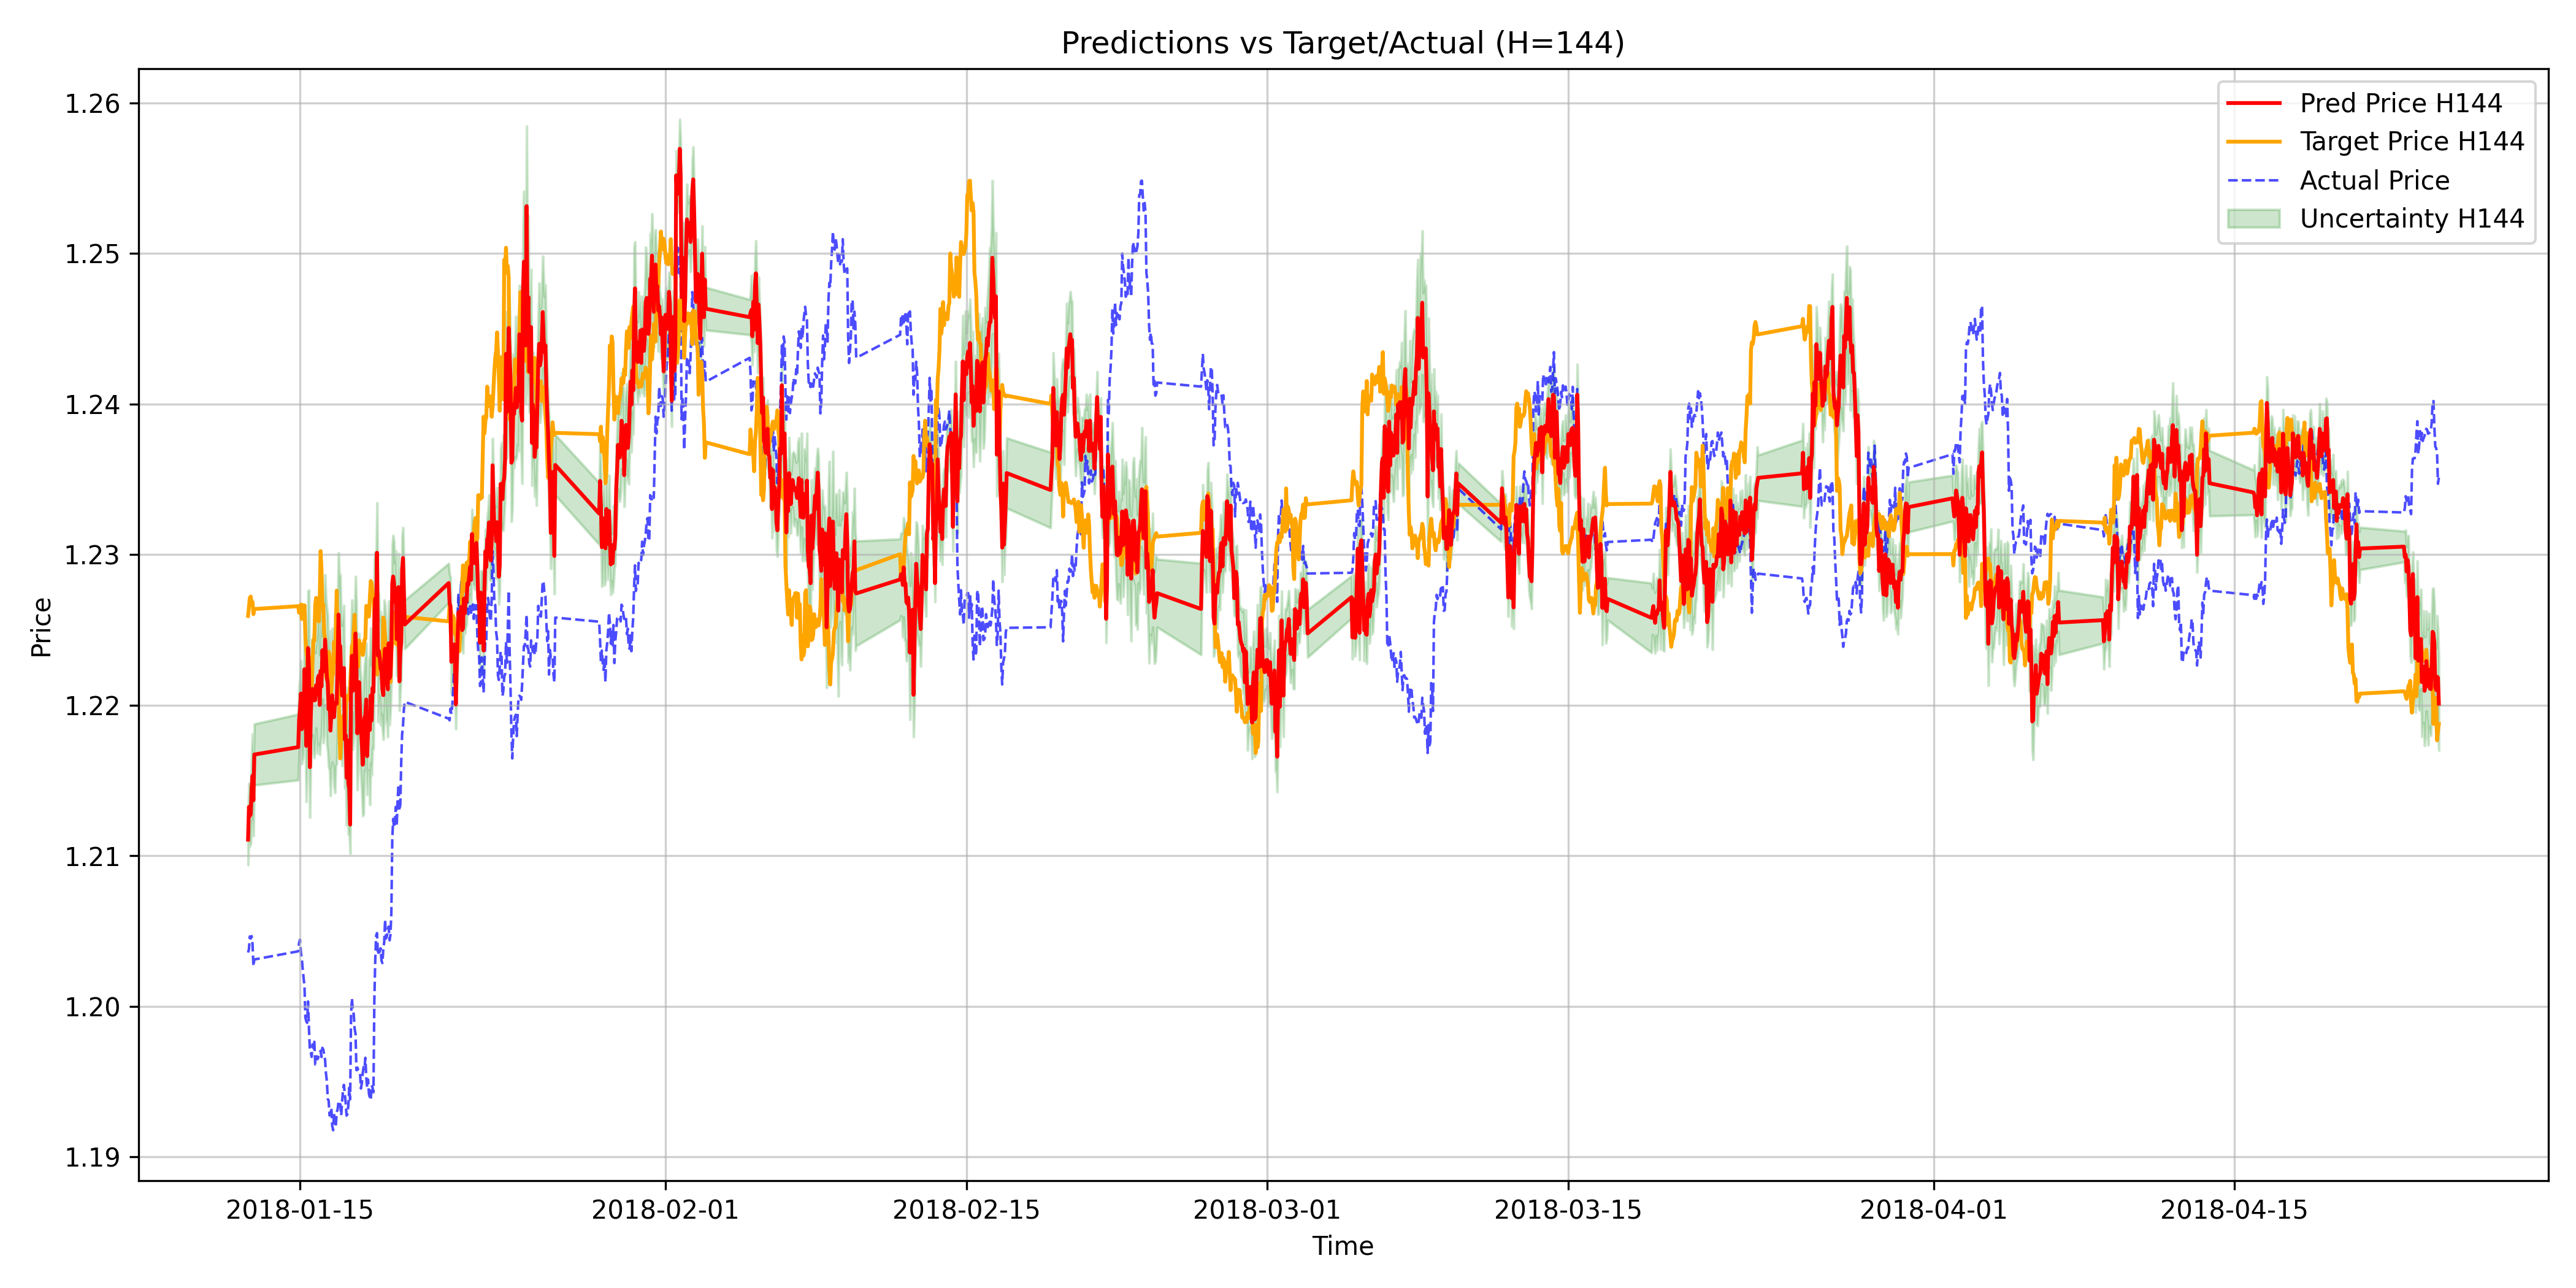 Predictions vs Target/Actual (H=144)
Pred Price H144
Target Price H144
Actual Price
Uncertainty H144
Price
1.26
1.25
1.24
1.23
1.22
1.21
1.20
1.19
2018-01-15 2018-02-01 2018-02-15 2018-03-01 2018-03-15 2018-04-01 2018-04-15
Time